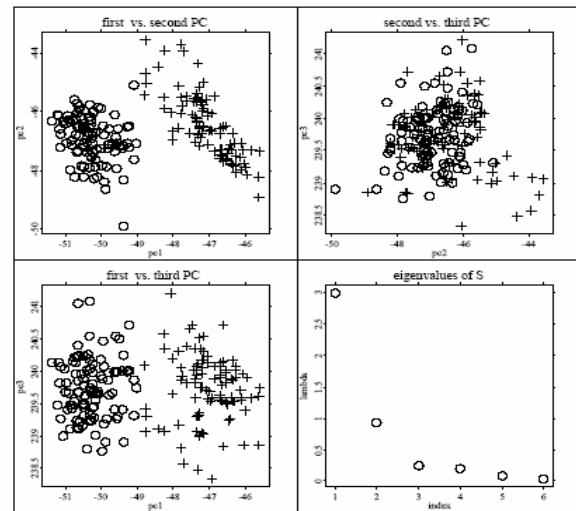 first vs. second PC
-44
-46
-48
-50
pc2
-51 -50 -49 -48 -47 -46
pc1
second vs. third PC
241
240.5
240
239.5
239
238.5
pc3
-50 -48 -46 -44
pc2
first vs. third PC
241
240.5
240
239.5
239
238.5
pc3
-51 -50 -49 -48 -47 -46
pc1
eigenvalues of S
3
2.5
2
1.5
1
0.5
0
lambda
1 2 3 4 5 6
index